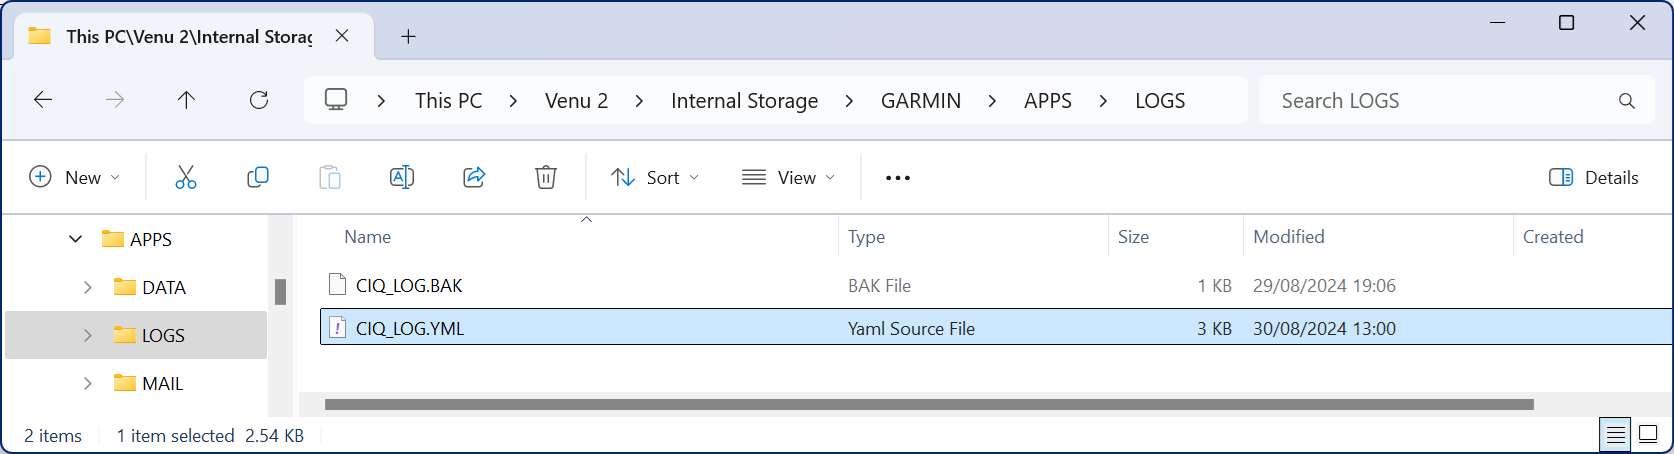 This PC\Venu 2\Internal Storag
This PC > Venu 2 > Internal Storage > GARMIN > APPS > LOGS
Search LOGS
New
Sort
View
Details
APPS
DATA
LOGS
MAIL
Name Type Size Modified Created
CIQ_LOG.BAK BAK File 1 KB 29/08/2024 19:06
CIQ_LOG.YML Yaml Source File 3 KB 30/08/2024 13:00
2 items 1 item selected 2.54 KB